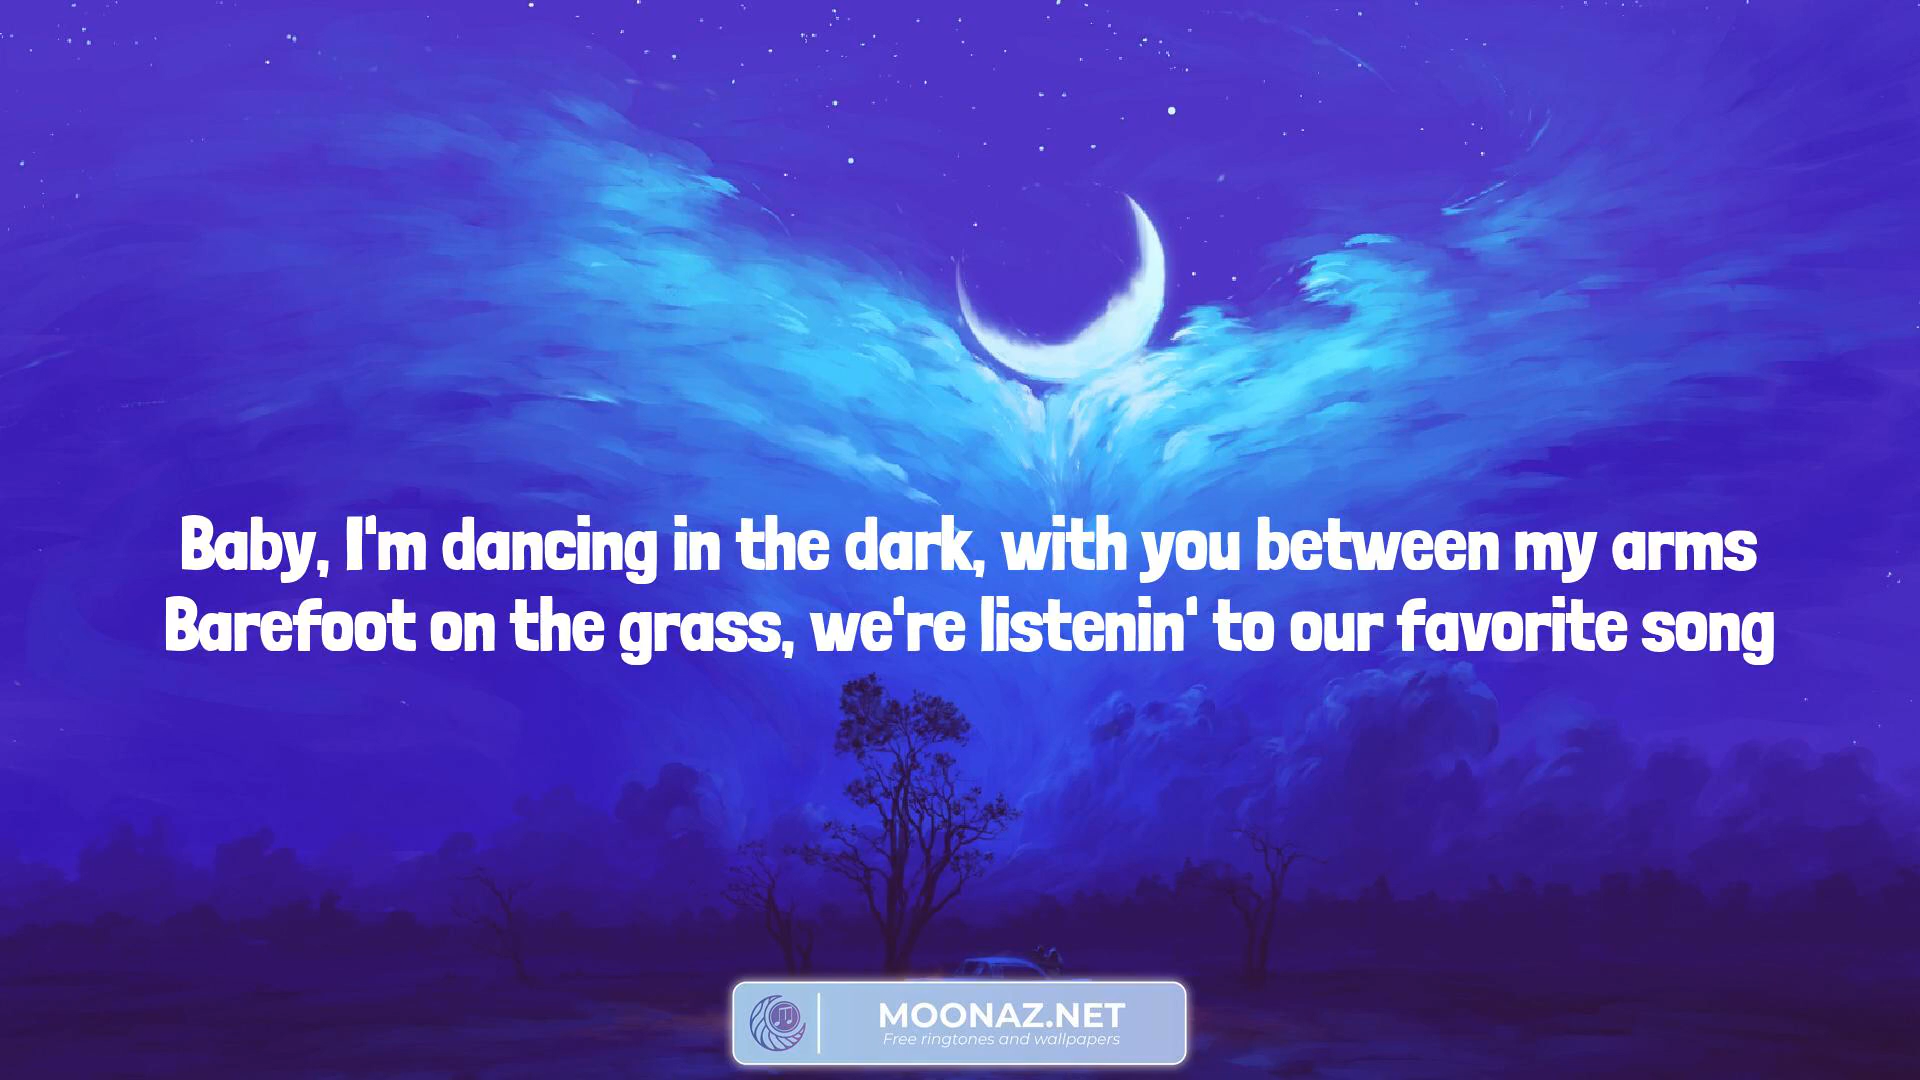 Baby, I'm dancing in the dark, with you between my arms
Barefoot on the grass, we're listenin' to our favorite song
MOONAZ.NET
Free ringtones and wallpapers